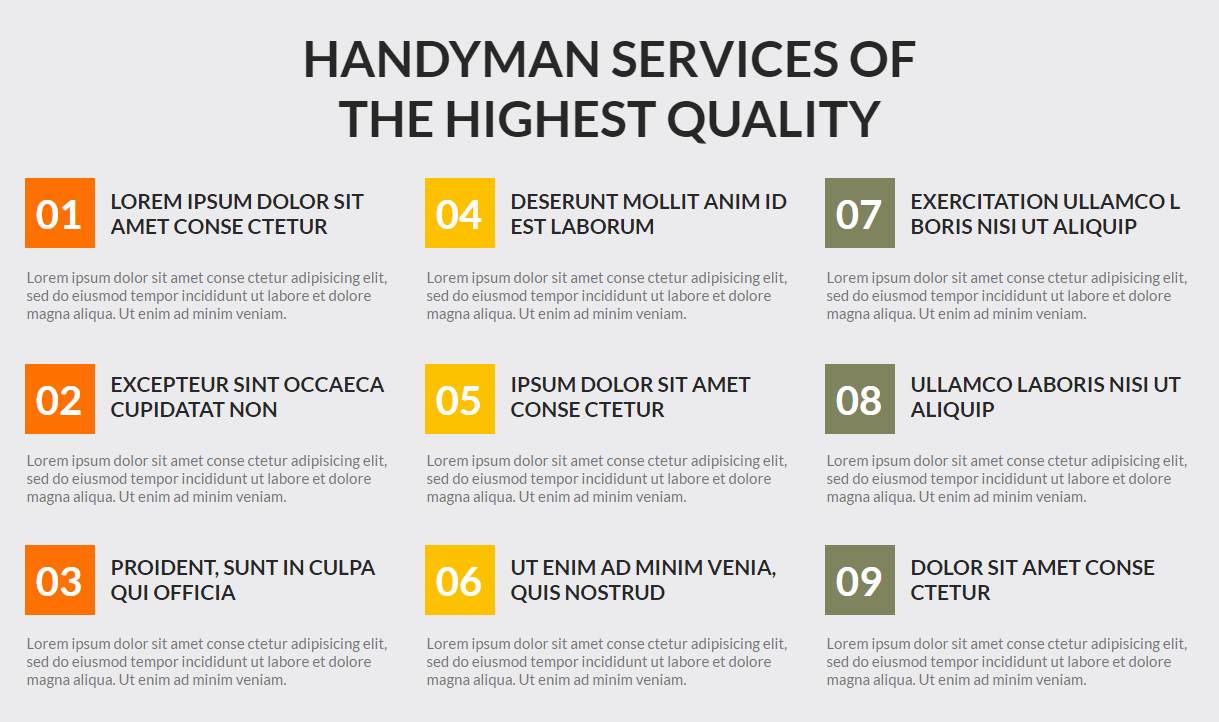 HANDYMAN SERVICES OF
THE HIGHEST QUALITY
01
LOREM IPSUM DOLOR SIT
AMET CONSE CTETUR
Lorem ipsum dolor sit amet conse ctetur adipisicing elit,
sed do eiusmod tempor incididunt ut labore et dolore
magna aliqua. Ut enim ad minim veniam.
02
EXCEPTEUR SINT OCCAECA
CUPIDATAT NON
Lorem ipsum dolor sit amet conse ctetur adipisicing elit,
sed do eiusmod tempor incididunt ut labore et dolore
magna aliqua. Ut enim ad minim veniam.
03
PROIDENT, SUNT IN CULPA
QUI OFFICIA
Lorem ipsum dolor sit amet conse ctetur adipisicing elit,
sed do eiusmod tempor incididunt ut labore et dolore
magna aliqua. Ut enim ad minim veniam.
04
DESERUNT MOLLIT ANIM ID
EST LABORUM
Lorem ipsum dolor sit amet conse ctetur adipisicing elit,
sed do eiusmod tempor incididunt ut labore et dolore
magna aliqua. Ut enim ad minim veniam.
05
IPSUM DOLOR SIT AMET
CONSE CTETUR
Lorem ipsum dolor sit amet conse ctetur adipisicing elit,
sed do eiusmod tempor incididunt ut labore et dolore
magna aliqua. Ut enim ad minim veniam.
06
UT ENIM AD MINIM VENIA,
QUIS NOSTRUD
Lorem ipsum dolor sit amet conse ctetur adipisicing elit,
sed do eiusmod tempor incididunt ut labore et dolore
magna aliqua. Ut enim ad minim veniam.
07
EXERCITATION ULLAMCO L
BORIS NISI UT ALIQUIP
Lorem ipsum dolor sit amet conse ctetur adipisicing elit,
sed do eiusmod tempor incididunt ut labore et dolore
magna aliqua. Ut enim ad minim veniam.
08
ULLAMCO LABORIS NISI UT
ALIQUIP
Lorem ipsum dolor sit amet conse ctetur adipisicing elit,
sed do eiusmod tempor incididunt ut labore et dolore
magna aliqua. Ut enim ad minim veniam.
09
DOLOR SIT AMET CONSE
CTETUR
Lorem ipsum dolor sit amet conse ctetur adipisicing elit,
sed do eiusmod tempor incididunt ut labore et dolore
magna aliqua. Ut enim ad minim veniam.